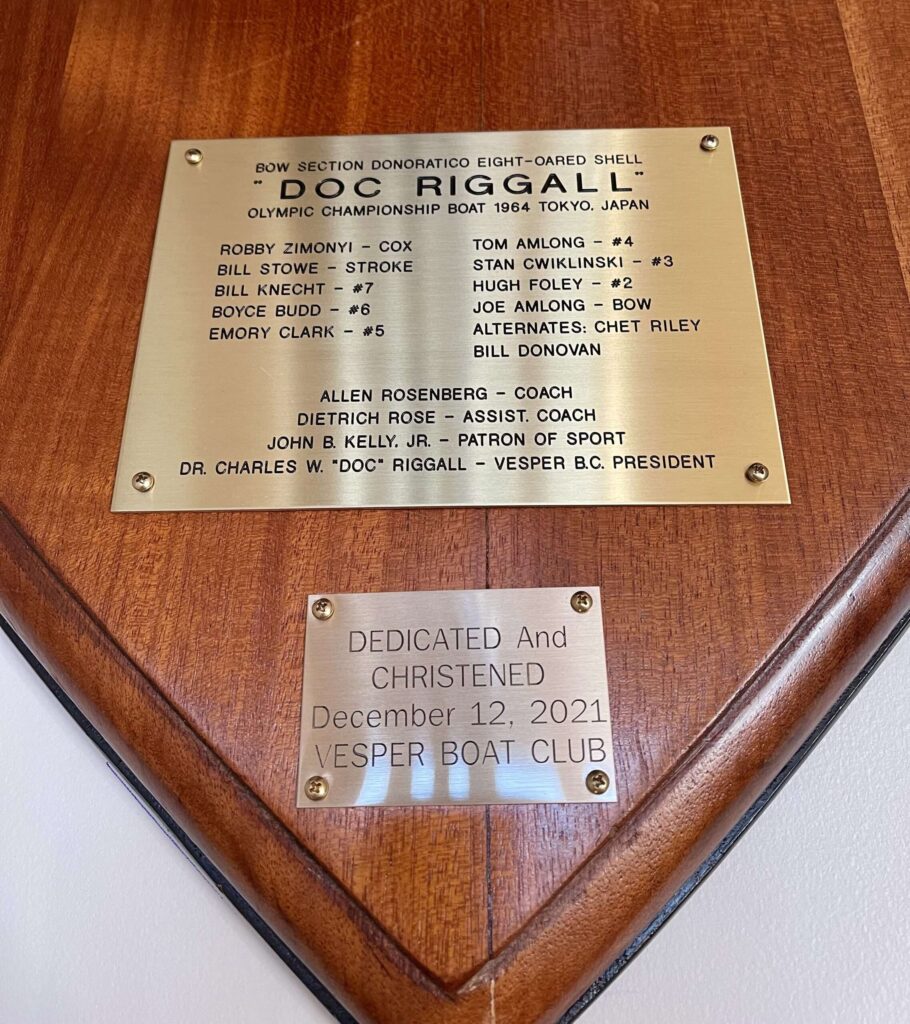 BOW SECTION DONORATICO EIGHT-OARED SHELL
"DOC RIGGALL"
OLYMPIC CHAMPIONSHIP BOAT 1964 TOKYO, JAPAN
ROBBY ZIMONYI - COX
BILL STOWE - STROKE
BILL KNECHT - #7
BOYCE BUDD - #6
EMORY CLARK - #5
TOM AMLONG - #4
STAN CWIKLINSKI - #3
HUGH FOLEY - #2
JOE AMLONG - BOW
ALTERNATES: CHET RILEY
BILL DONOVAN
ALLEN ROSENBERG - COACH
DIETRICH ROSE - ASSIST. COACH
JOHN B. KELLY, JR. - PATRON OF SPORT
DR. CHARLES W. "DOC" RIGGALL - VESPER B.C. PRESIDENT
DEDICATED And
CHRISTENED
December 12, 2021
VESPER BOAT CLUB